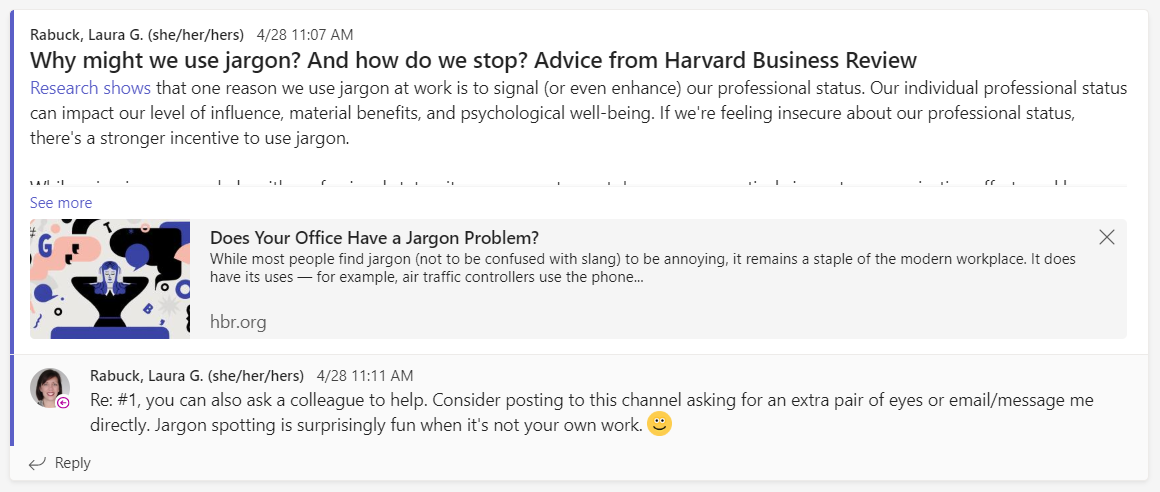 Rabuck, Laura G. (she/her/hers) 4/28 11:07 AM
Why might we use jargon? And how do we stop? Advice from Harvard Business Review
Research shows that one reason we use jargon at work is to signal (or even enhance) our professional status. Our individual professional status
can impact our level of influence, material benefits, and psychological well-being. If we're feeling insecure about our professional status,
there's a stronger incentive to use jargon.
See more
Does Your Office Have a Jargon Problem?
While most people find jargon (not to be confused with slang) to be annoying, it remains a staple of the modern workplace. It does
have its uses — for example, air traffic controllers use the phone...
hbr.org
Rabuck, Laura G. (she/her/hers) 4/28 11:11 AM
Re: #1, you can also ask a colleague to help. Consider posting to this channel asking for an extra pair of eyes or email/message me
directly. Jargon spotting is surprisingly fun when it's not your own work.
Reply